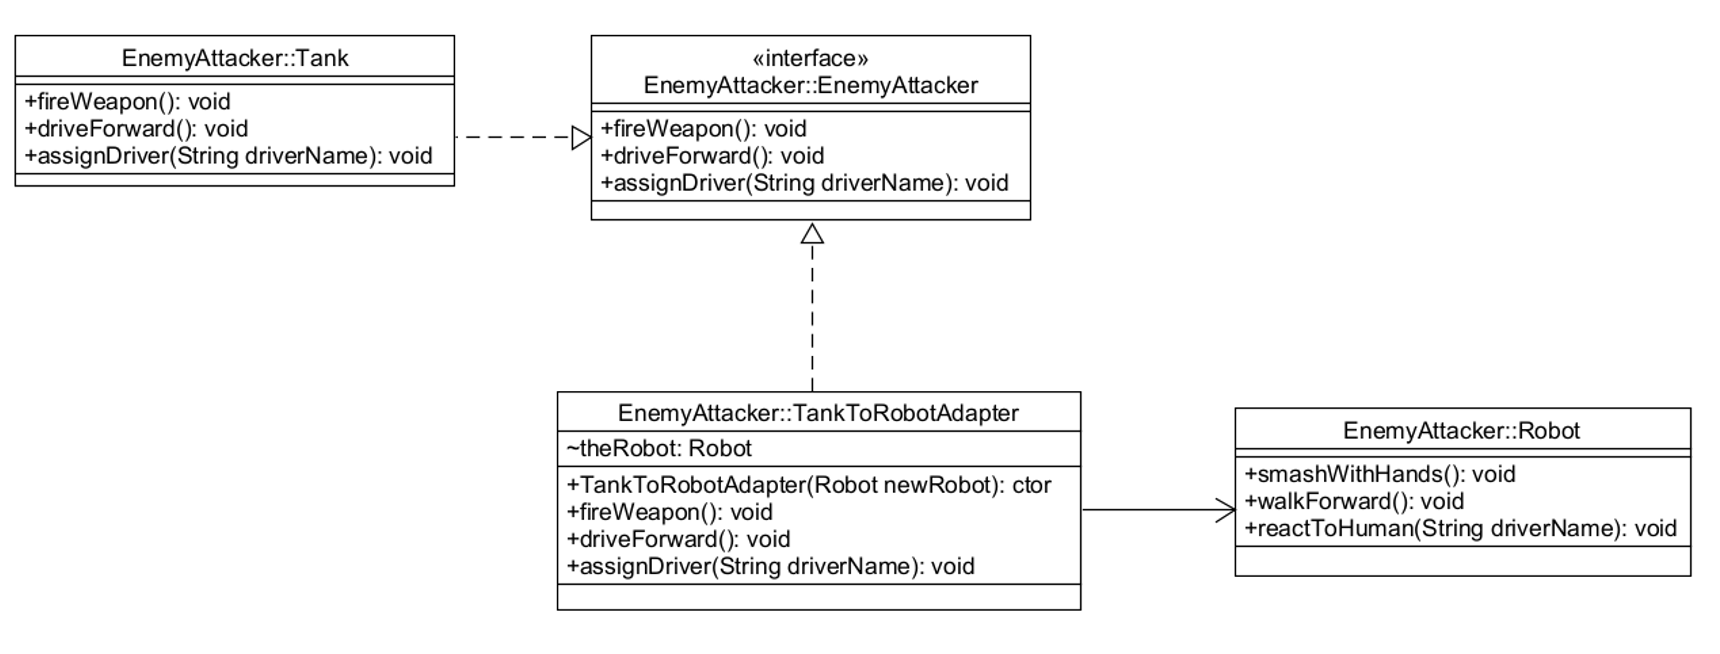 EnemyAttacker::Tank
+fireWeapon(): void
+driveForward(): void
+assignDriver(String driverName): void
«interface»
EnemyAttacker::EnemyAttacker
+fireWeapon(): void
+driveForward(): void
+assignDriver(String driverName): void
EnemyAttacker::TankToRobotAdapter
~theRobot: Robot
+TankToRobotAdapter(Robot newRobot): ctor
+fireWeapon(): void
+driveForward(): void
+assignDriver(String driverName): void
EnemyAttacker::Robot
+smashWithHands(): void
+walkForward(): void
+reactToHuman(String driverName): void